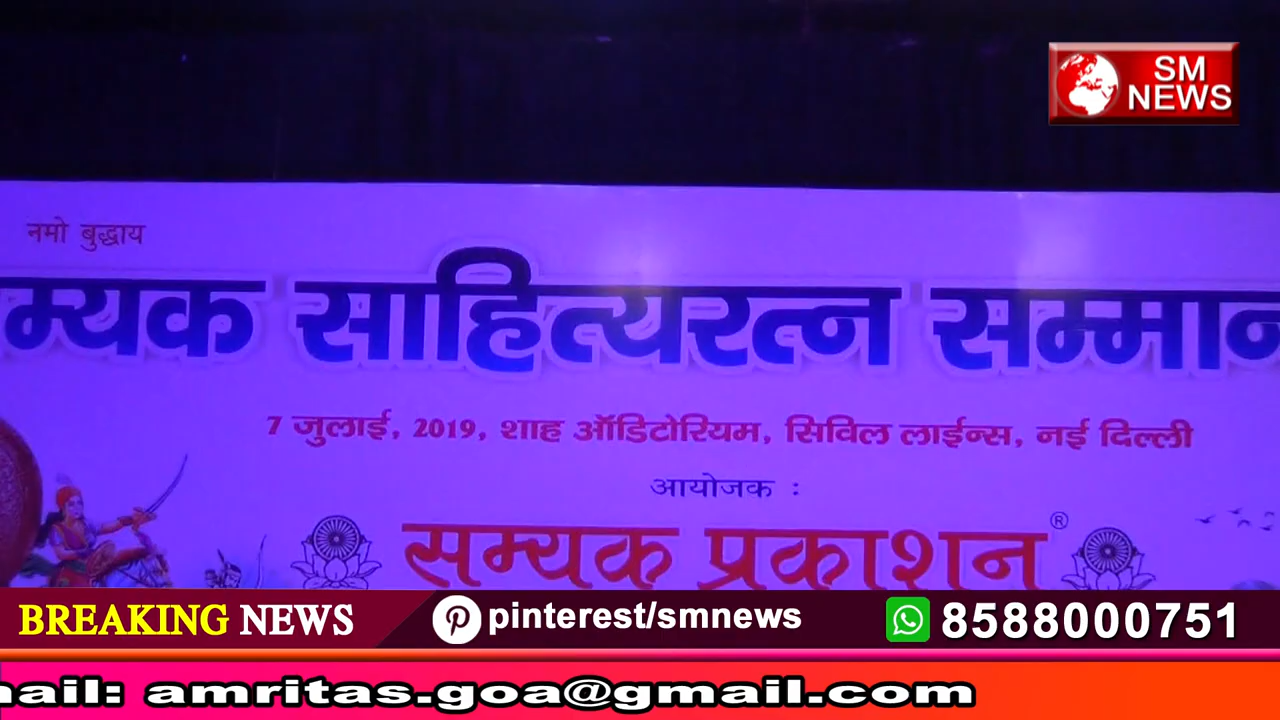 SM
NEWS
नमो बुद्धाय
म्यक साहित्यरत्न सम्मान
7 जुलाई, 2019, शाह ऑडिटोरियम, सिविल लाईन्स, नई दिल्ली
आयोजक :
सम्यक प्रकाशन ®
BREAKING NEWS pinterest/smnews 8588000751
mail: amritas.goa@gmail.com